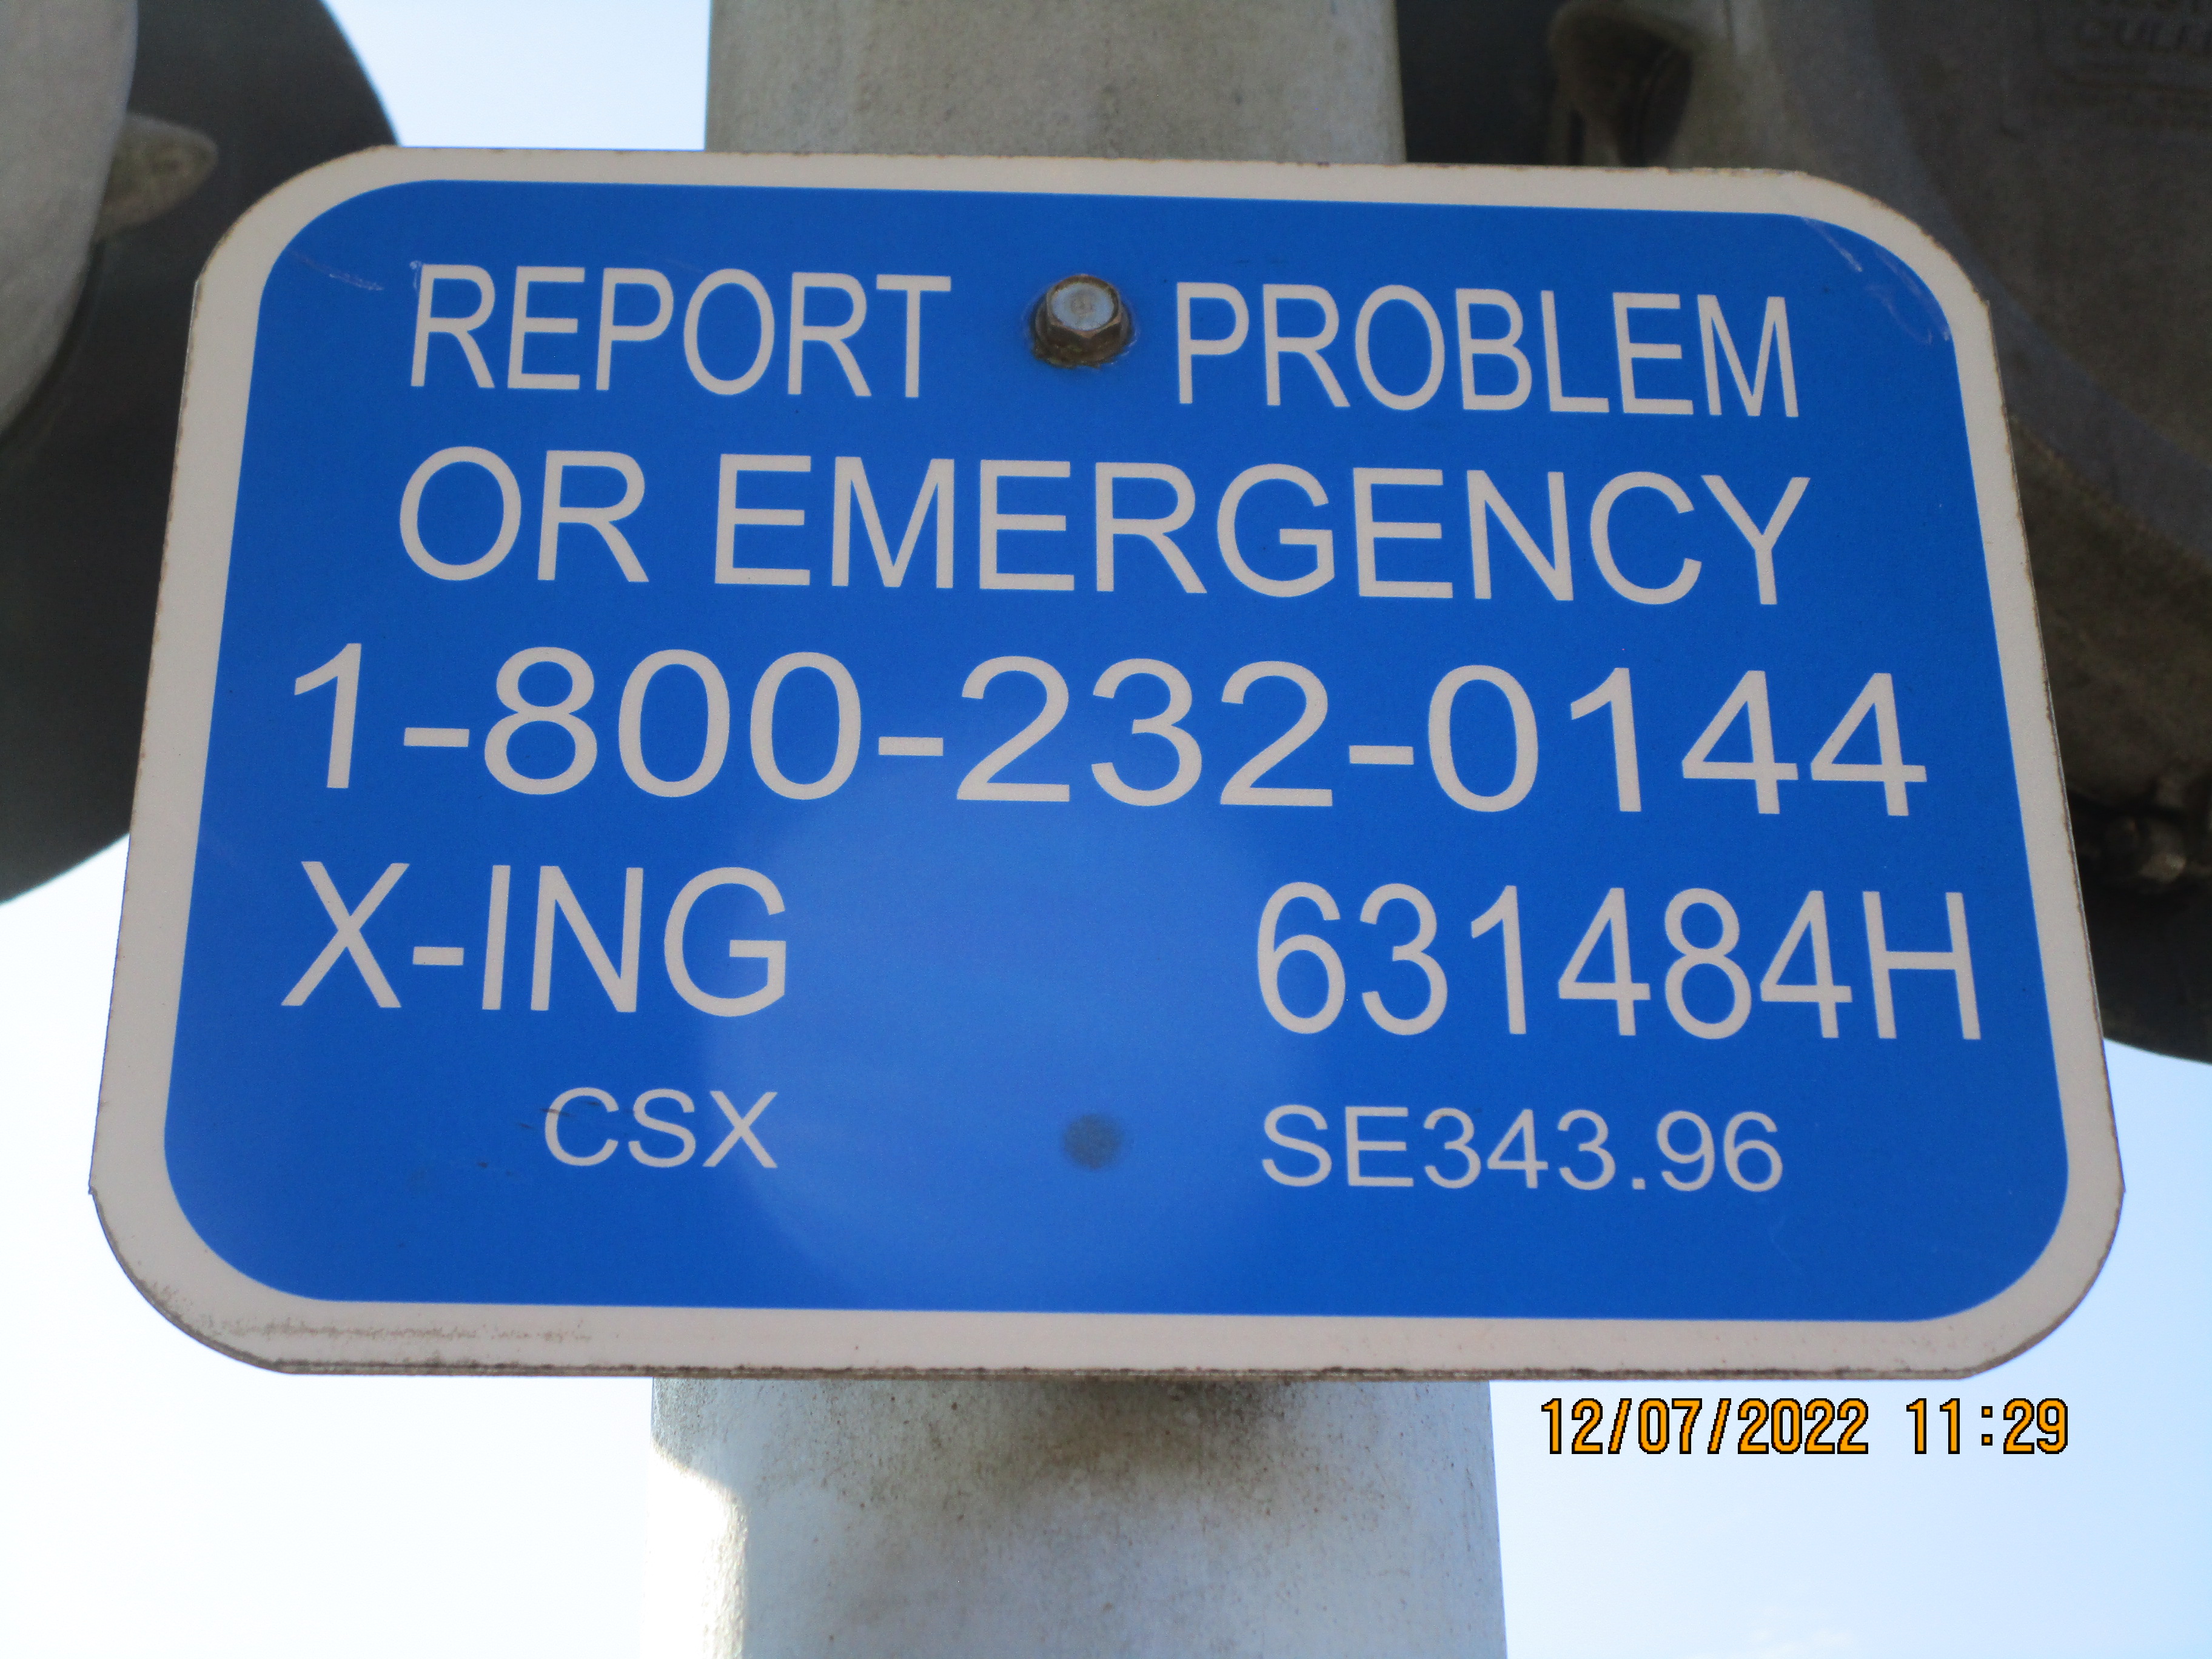 REPORT PROBLEM
OR EMERGENCY
1-800-232-0144
X-ING 631484H
CSX SE343.96
12/07/2022 11:29